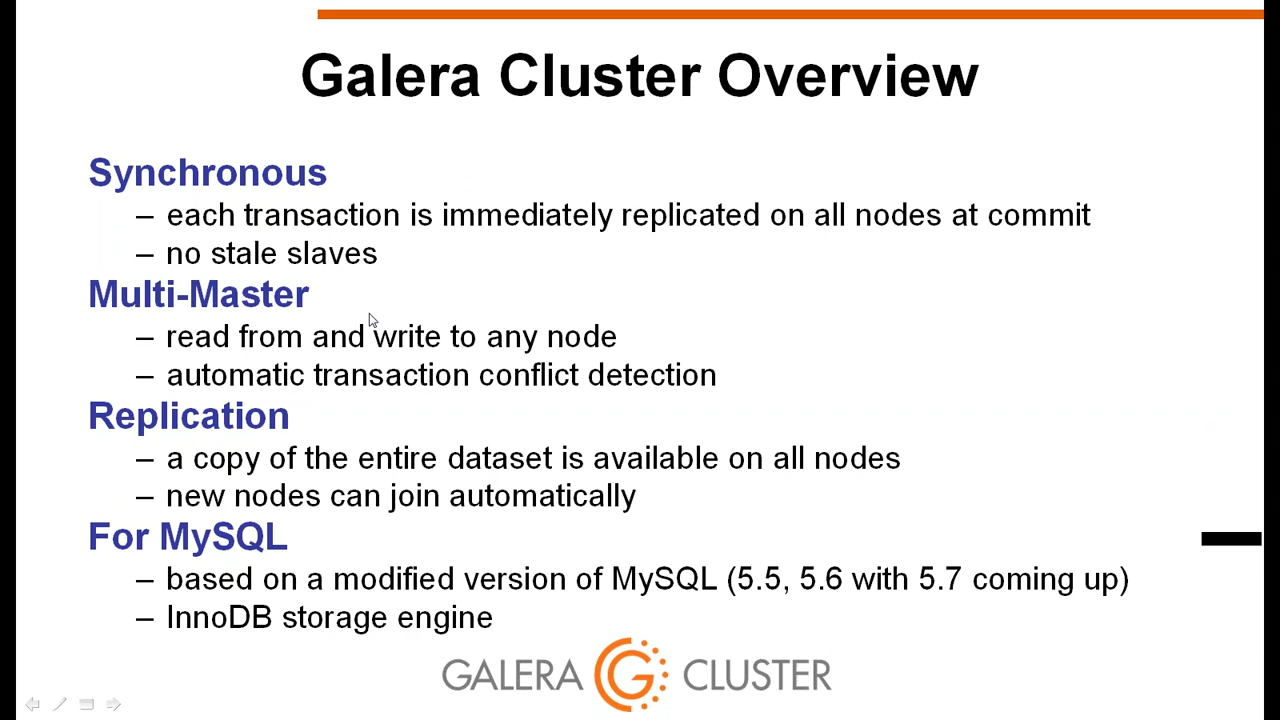 Galera Cluster Overview
Synchronous
– each transaction is immediately replicated on all nodes at commit
– no stale slaves
Multi-Master
– read from and write to any node
– automatic transaction conflict detection
Replication
– a copy of the entire dataset is available on all nodes
– new nodes can join automatically
For MySQL
– based on a modified version of MySQL (5.5, 5.6 with 5.7 coming up)
– InnoDB storage engine
GALERA CLUSTER